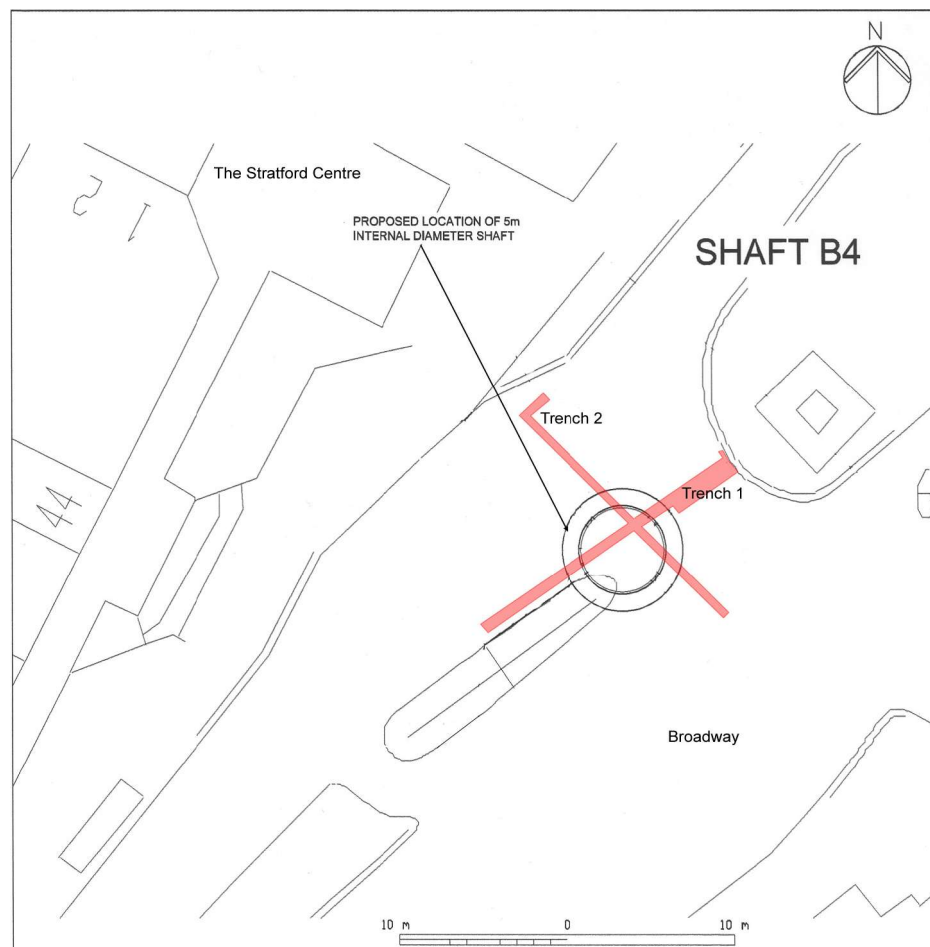 N
The Stratford Centre
PROPOSED LOCATION OF 5m
INTERNAL DIAMETER SHAFT
SHAFT B4
21
44
Trench 2
Trench 1
Broadway
10 m 0 10 m